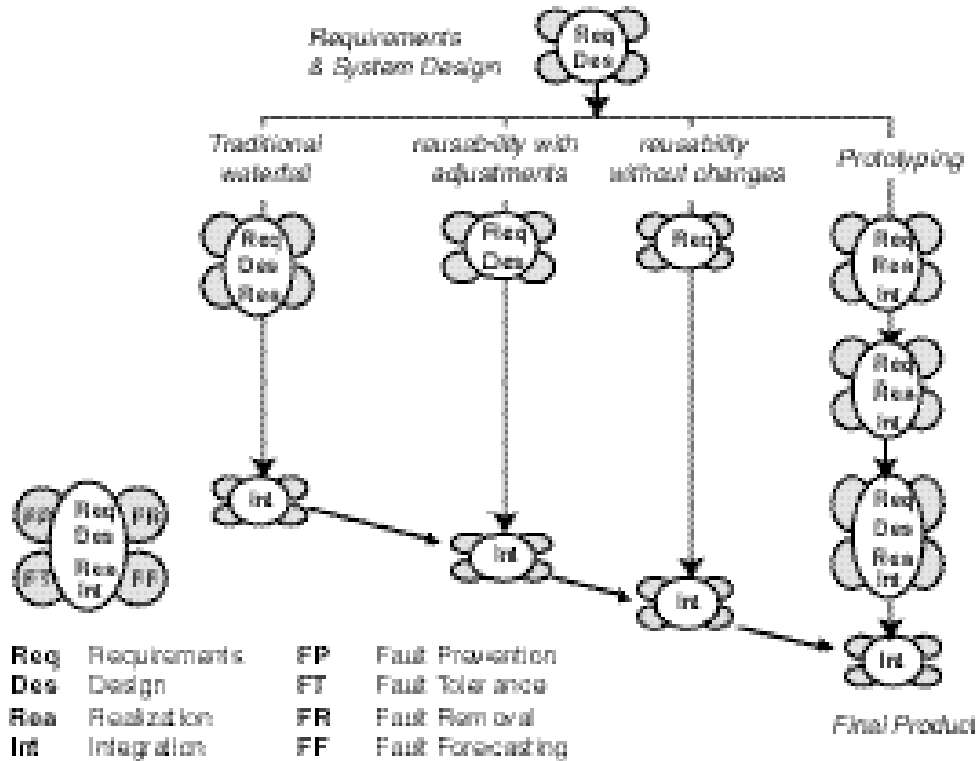 Requirements
& System Design
Req
Des
Traditional
waterfall
reusability with
adjustments
reusability
without changes
Prototyping
Req
Des
Rea
Req
Des
Req
Req
Rea
Int
Req
Rea
Int
Int
Int
Int
Req
Des
Rea
Int
Int
FP
FR
FT
FF
Req
Des
Rea
Int
Req Requirements FP Fault Prevention
Des Design FT Fault Tolerance
Rea Realization FR Fault Removal
Int Integration FF Fault Forecasting
Final Product